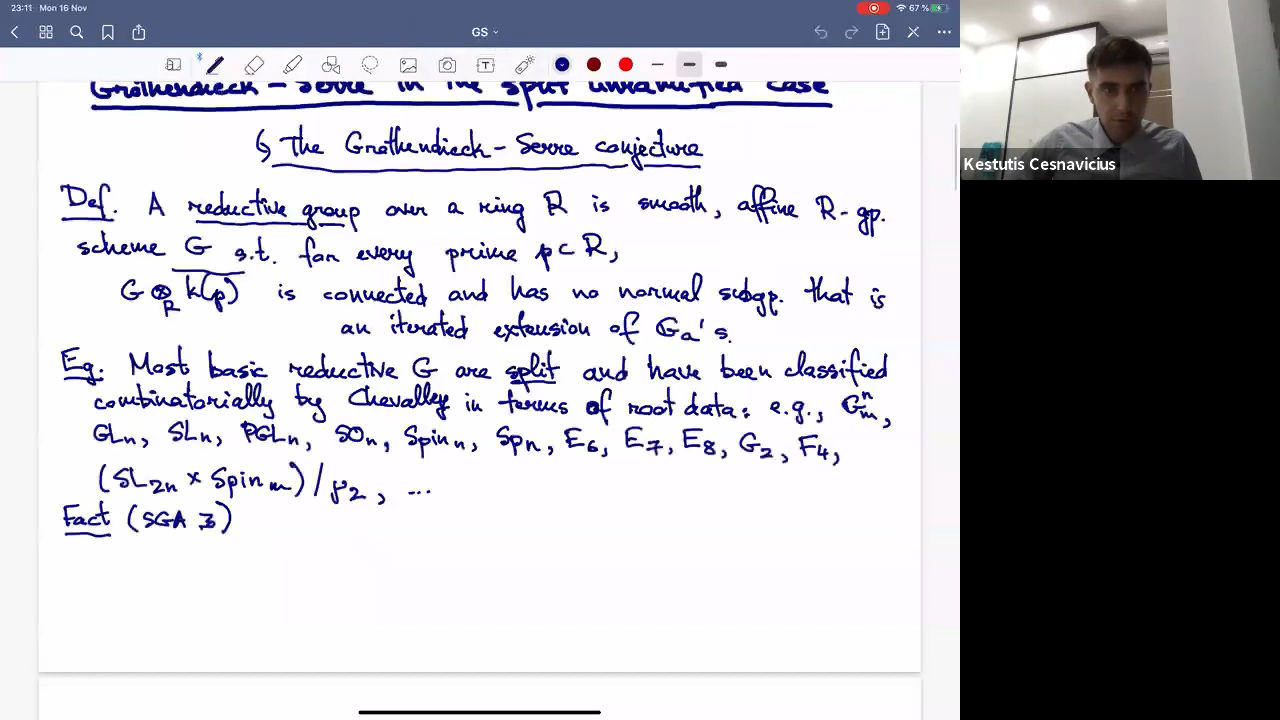 23:11 Mon 16 Nov
67 %
GS
Grothendieck – Serre in the split unramified case
§ The Grothendieck – Serre conjecture
Kestutis Cesnavicius
Def. A reductive group over a ring R is smooth, affine R-gp.
scheme G s.t. for every prime p ⊂ R,
G ⊗_R \overline{k(p)} is connected and has no normal subgp. that is
an iterated extension of G_a's.
Eg. Most basic reductive G are split and have been classified
combinatorially by Chevalley in terms of root data: e.g., G_m^n,
GL_n, SL_n, PGL_n, SO_n, Spin_n, Sp_n, E_6, E_7, E_8, G_2, F_4,
(SL_{2n} × Spin_m)/μ_2, ...
Fact (SGA 3)